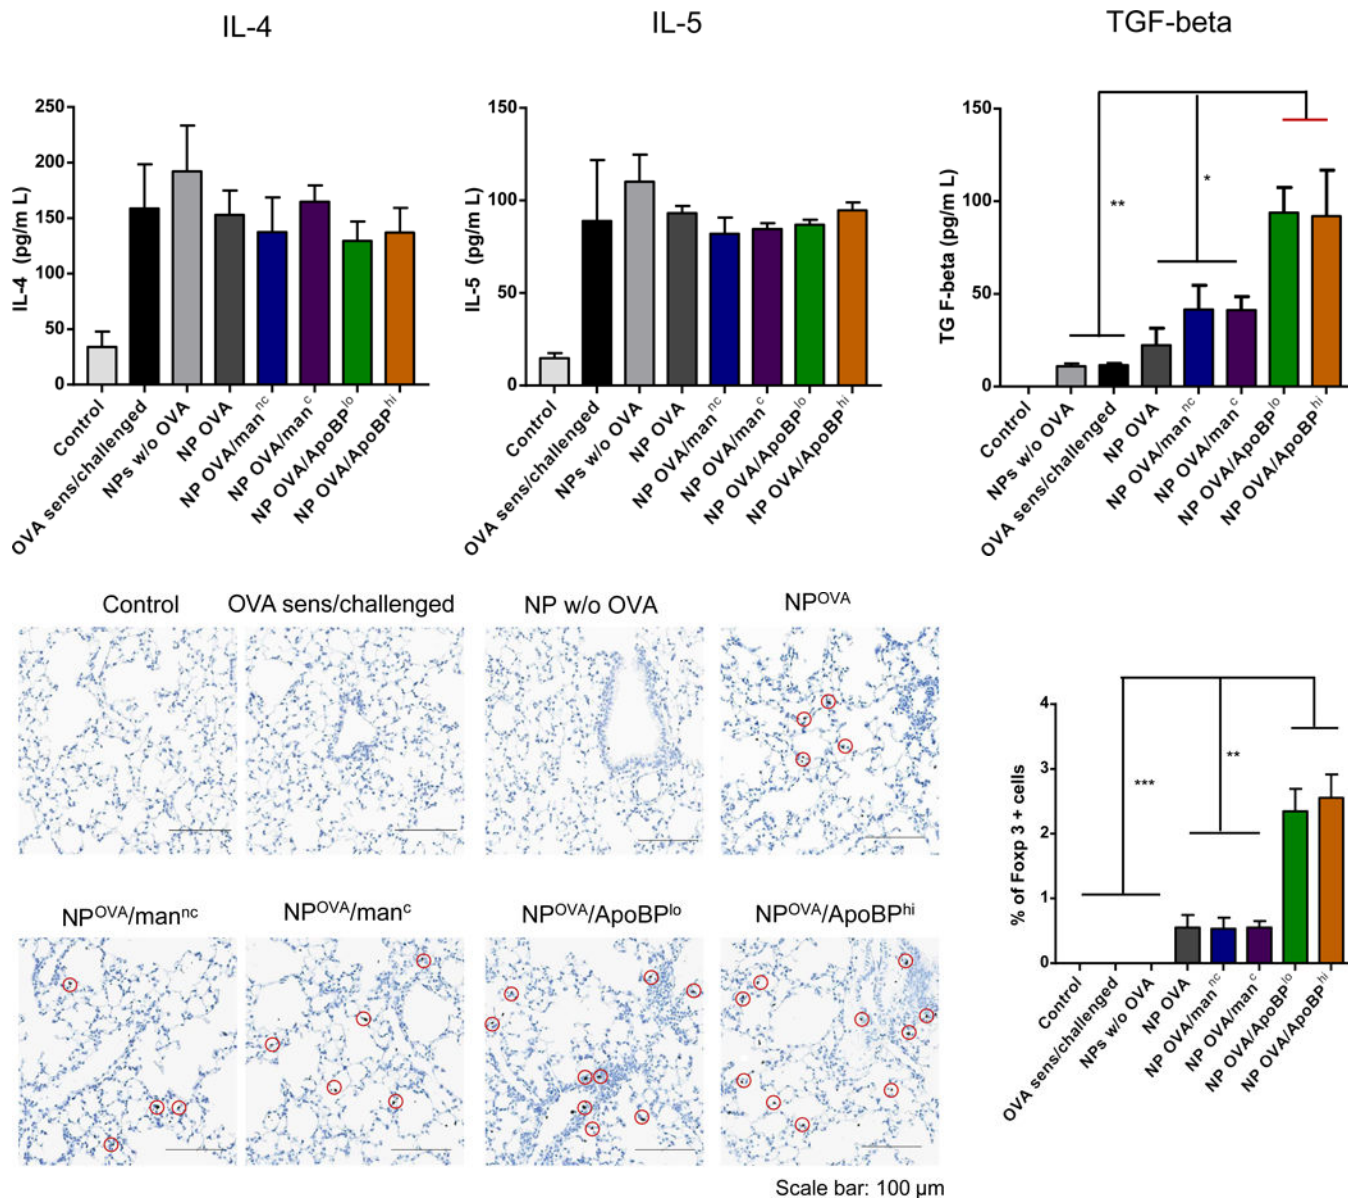 IL-4
IL-5
TGF-beta
IL-4 (pg/m L)
250
200
150
100
50
0
Control
OVA sens/challenged
NPs w/o OVA
NP OVA
NP OVA/man nc
NP OVA/man c
NP OVA/ApoBP lo
NP OVA/ApoBP hi
IL-5 (pg/m L)
150
100
50
0
Control
OVA sens/challenged
NPs w/o OVA
NP OVA
NP OVA/man nc
NP OVA/man c
NP OVA/ApoBP lo
NP OVA/ApoBP hi
TG F-beta (pg/m L)
150
100
50
0
**
*
Control
NPs w/o OVA
OVA sens/challenged
NP OVA
NP OVA/man nc
NP OVA/man c
NP OVA/ApoBP lo
NP OVA/ApoBP hi
Control
OVA sens/challenged
NP w/o OVA
NP OVA
NP OVA/man nc
NP OVA/man c
NP OVA/ApoBP lo
NP OVA/ApoBP hi
Scale bar: 100 µm
% of Foxp 3 + cells
4
3
2
1
0
***
**
Control
OVA sens/challenged
NPs w/o OVA
NP OVA
NP OVA/man nc
NP OVA/man c
NP OVA/ApoBP lo
NP OVA/ApoBP hi